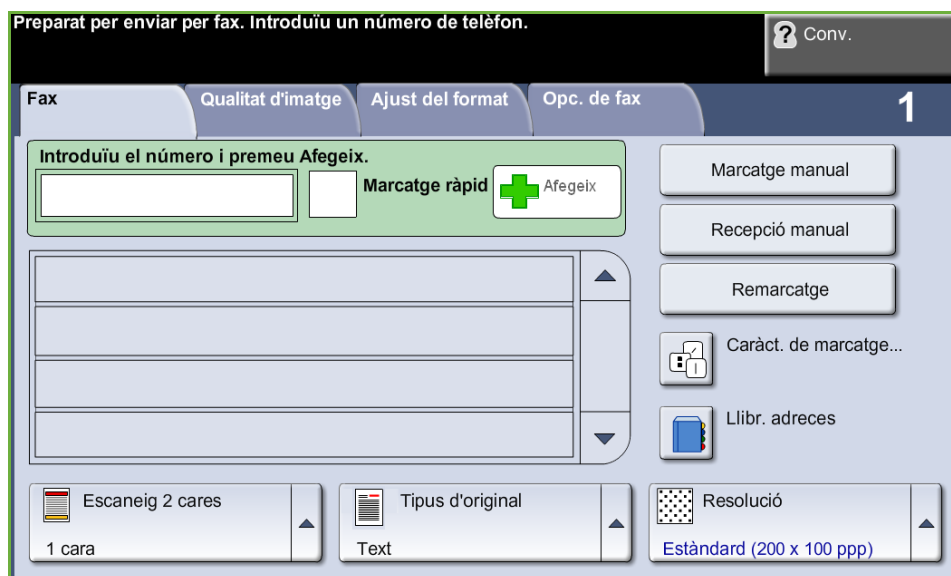 Preparat per enviar per fax. Introduïu un número de telèfon.
? Conv.
Fax
Qualitat d'imatge
Ajust del format
Opc. de fax
1
Introduïu el número i premeu Afegeix.
Marcatge ràpid
Afegeix
Marcatge manual
Recepció manual
Remarcatge
Caràct. de marcatge...
Llibr. adreces
Escaneig 2 cares
1 cara
Tipus d'original
Text
Resolució
Estàndard (200 x 100 ppp)